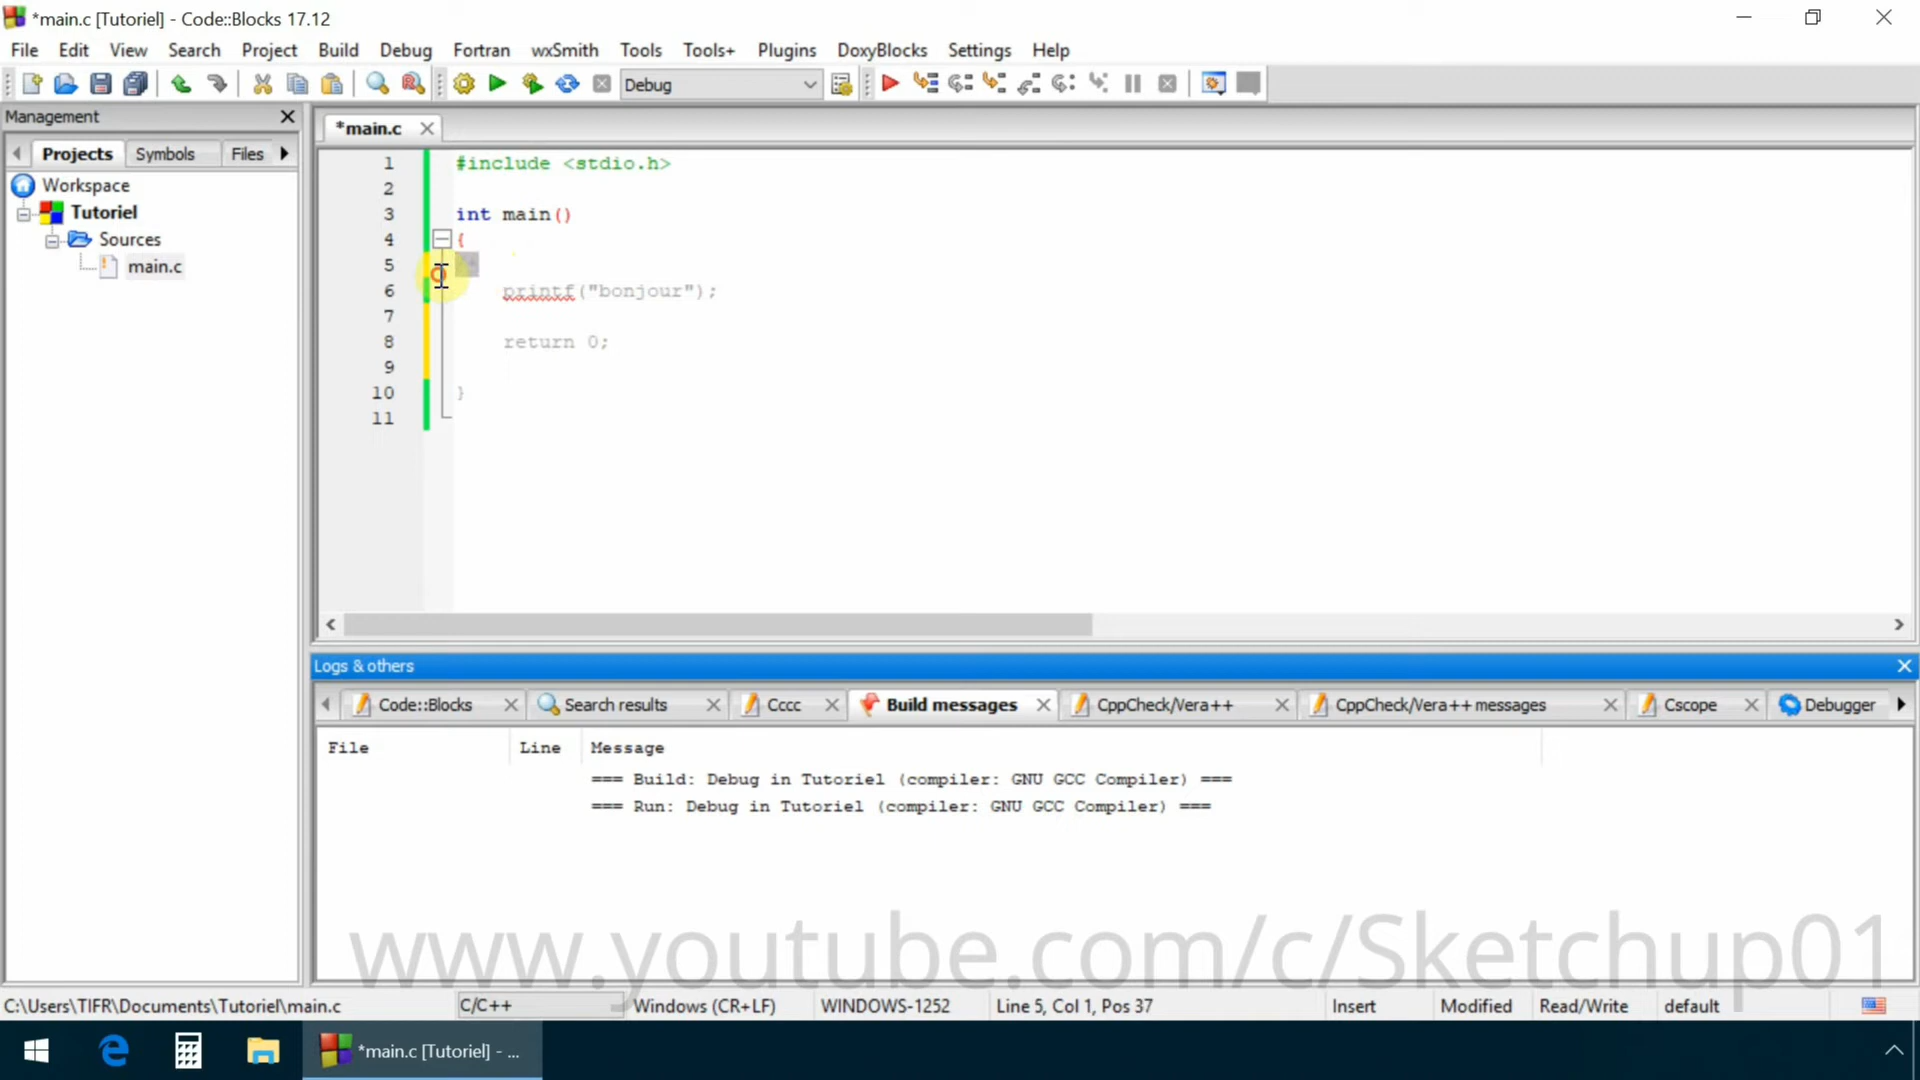 *main.c [Tutoriel] - Code::Blocks 17.12
File Edit View Search Project Build Debug Fortran wxSmith Tools Tools+ Plugins DoxyBlocks Settings Help
Debug
Management
*main.c
Projects Symbols Files
Workspace
Tutoriel
Sources
main.c
1 #include <stdio.h>
2
3 int main()
4 {
5
6 printf("bonjour");
7
8 return 0;
9
10 }
11
Logs & others
Code::Blocks Search results Cccc Build messages CppCheck/Vera++ CppCheck/Vera++ messages Cscope Debugger
File Line Message
=== Build: Debug in Tutoriel (compiler: GNU GCC Compiler) ===
=== Run: Debug in Tutoriel (compiler: GNU GCC Compiler) ===
www.youtube.com/c/Sketchup01
C:\Users\TIFR\Documents\Tutoriel\main.c C/C++ Windows (CR+LF) WINDOWS-1252 Line 5, Col 1, Pos 37 Insert Modified Read/Write default
*main.c [Tutoriel] - ...